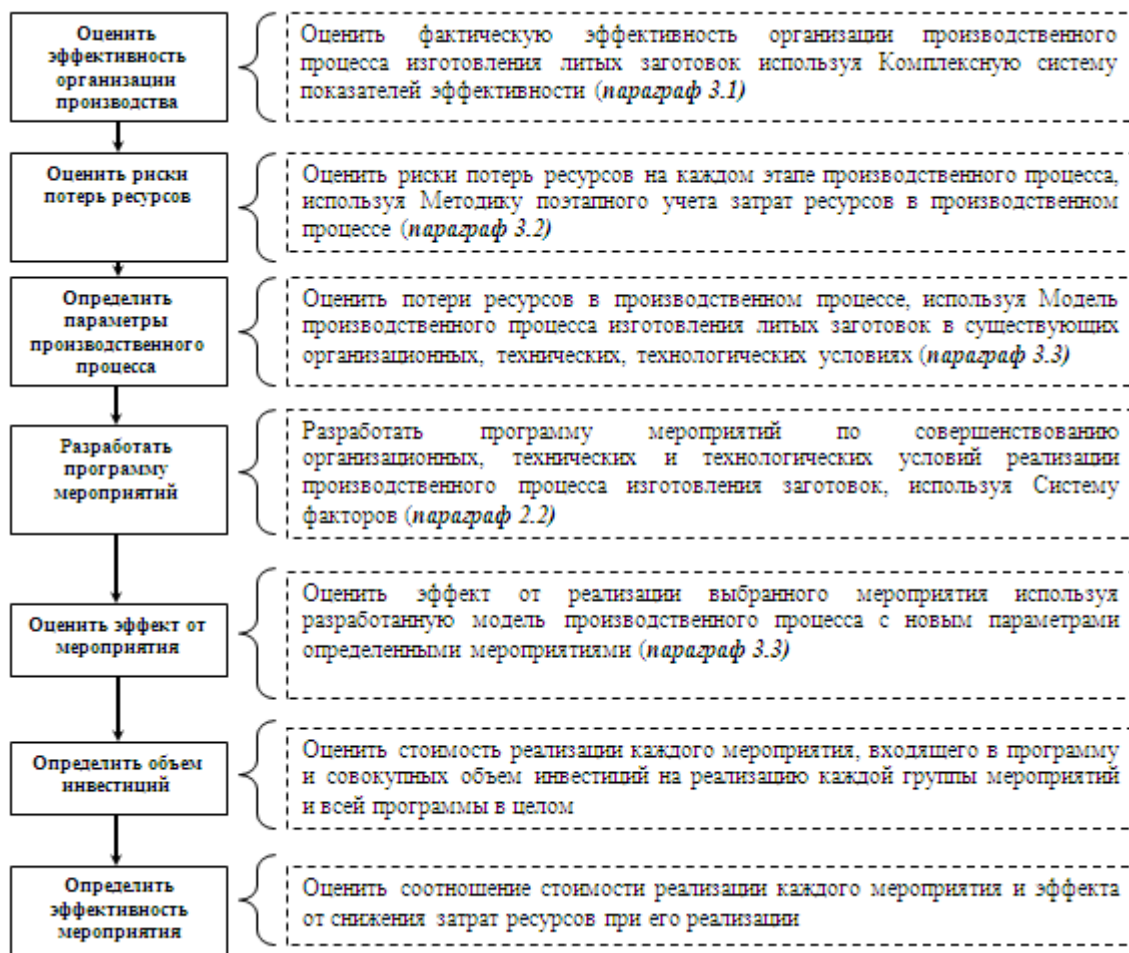 Оценить
эффективность
организации
производства
Оценить фактическую эффективность организации производственного
процесса изготовления литых заготовок используя Комплексную систему
показателей эффективности (параграф 3.1)
Оценить риски
потерь ресурсов
Оценить риски потерь ресурсов на каждом этапе производственного процесса,
используя Методику поэтапного учета затрат ресурсов в производственном
процессе (параграф 3.2)
Определить
параметры
производственного
процесса
Оценить потери ресурсов в производственном процессе, используя Модель
производственного процесса изготовления литых заготовок в существующих
организационных, технических, технологических условиях (параграф 3.3)
Разработать
программу
мероприятий
Разработать программу мероприятий по совершенствованию
организационных, технических и технологических условий реализации
производственного процесса изготовления заготовок, используя Систему
факторов (параграф 2.2)
Оценить эффект от
мероприятия
Оценить эффект от реализации выбранного мероприятия используя
разработанную модель производственного процесса с новым параметрами
определенными мероприятиями (параграф 3.3)
Определить объем
инвестиций
Оценить стоимость реализации каждого мероприятия, входящего в программу
и совокупных объем инвестиций на реализацию каждой группы мероприятий
и всей программы в целом
Определить
эффективность
мероприятия
Оценить соотношение стоимости реализации каждого мероприятия и эффекта
от снижения затрат ресурсов при его реализации